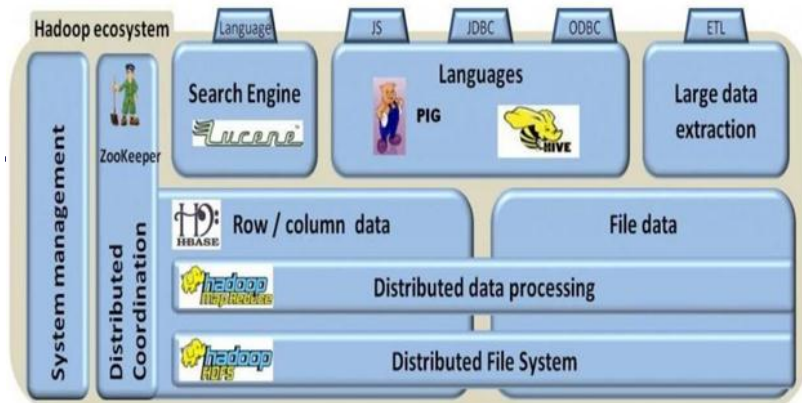 Hadoop ecosystem
Language
JS
JDBC
ODBC
ETL
System management
ZooKeeper
Distributed
Coordination
Search Engine
Lucene
Languages
PIG
HIVE
Large data
extraction
HBASE
Row / column data
File data
hadoop
Map Reduce
Distributed data processing
hadoop
HDFS
Distributed File System